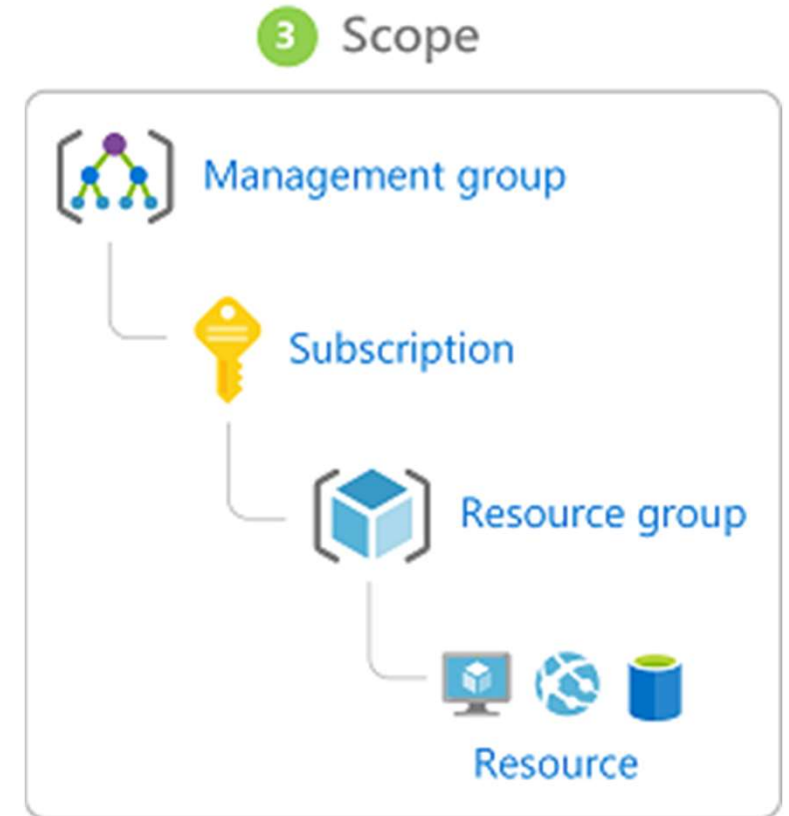 3 Scope
Management group
Subscription
Resource group
Resource